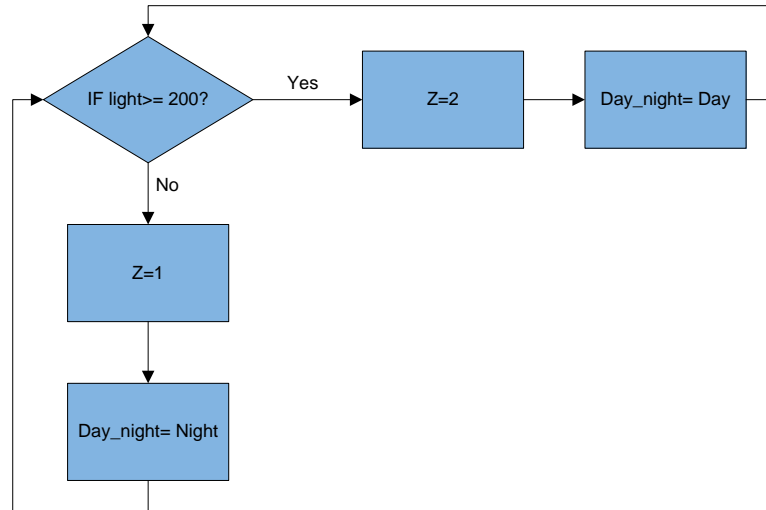 IF light>= 200?
Yes
Z=2
Day_night= Day
No
Z=1
Day_night= Night